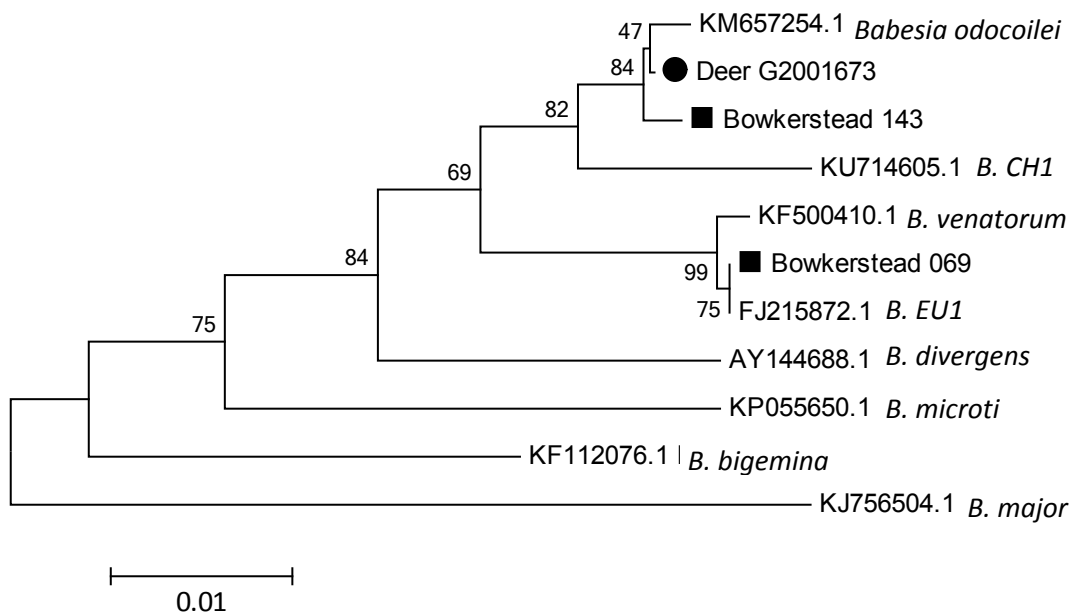 KM657254.1 Babesia odocoilei
47
Deer G2001673
84
Bowkerstead 143
82
KU714605.1 B. CH1
69
KF500410.1 B. venatorum
Bowkerstead 069
99
84
75 FJ215872.1 B. EU1
75
AY144688.1 B. divergens
KP055650.1 B. microti
KF112076.1 B. bigemina
KJ756504.1 B. major
0.01